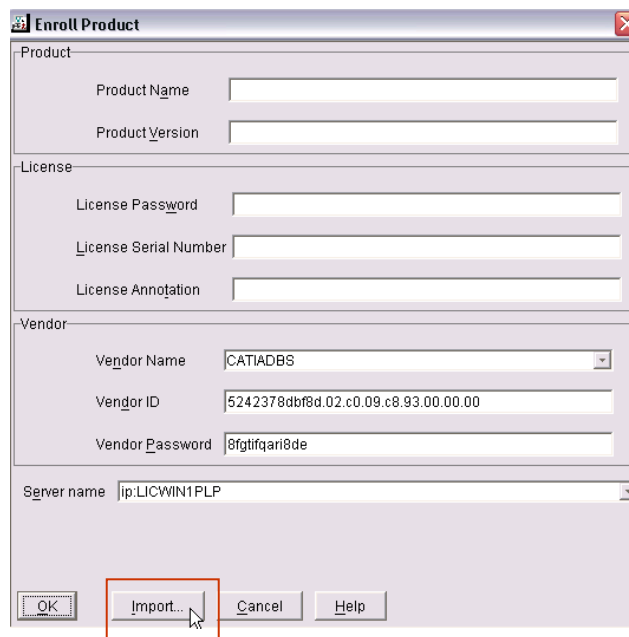 Enroll Product
Product
Product Name
Product Version
License
License Password
License Serial Number
License Annotation
Vendor
Vendor Name CATIADBS
Vendor ID 5242378dbf8d.02.c0.09.c8.93.00.00.00
Vendor Password 8fgtifqari8de
Server name ip:LICWIN1PLP
OK Import... Cancel Help